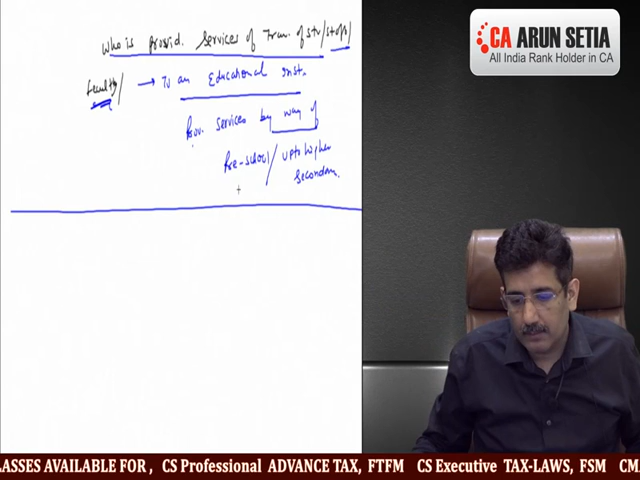 Who is provid. Services of Tran. of stu/staff/
Faculty/ → To an Educational inst.
Prov. Services by way of
Pre-school/ upto higher
Secondary
CA ARUN SETIA
All India Rank Holder in CA
LASSES AVAILABLE FOR , CS Professional ADVANCE TAX, FTFM CS Executive TAX-LAWS, FSM CM